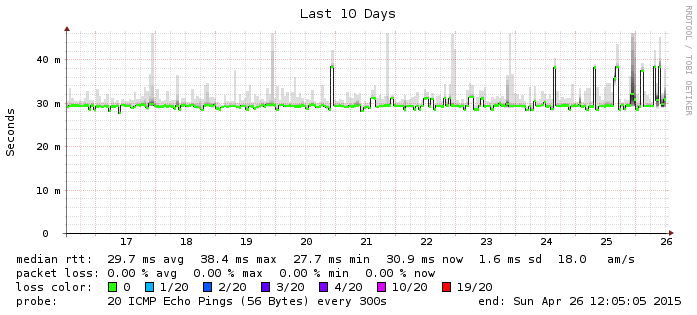 Last 10 Days
RRDTOOL / TOBI OETIKER
Seconds
40 m
30 m
20 m
10 m
0
17 18 19 20 21 22 23 24 25 26
median rtt: 29.7 ms avg 38.4 ms max 27.7 ms min 30.9 ms now 1.6 ms sd 18.0 am/s
packet loss: 0.00 % avg 0.00 % max 0.00 % min 0.00 % now
loss color: 0 1/20 2/20 3/20 4/20 10/20 19/20
probe: 20 ICMP Echo Pings (56 Bytes) every 300s end: Sun Apr 26 12:05:05 2015